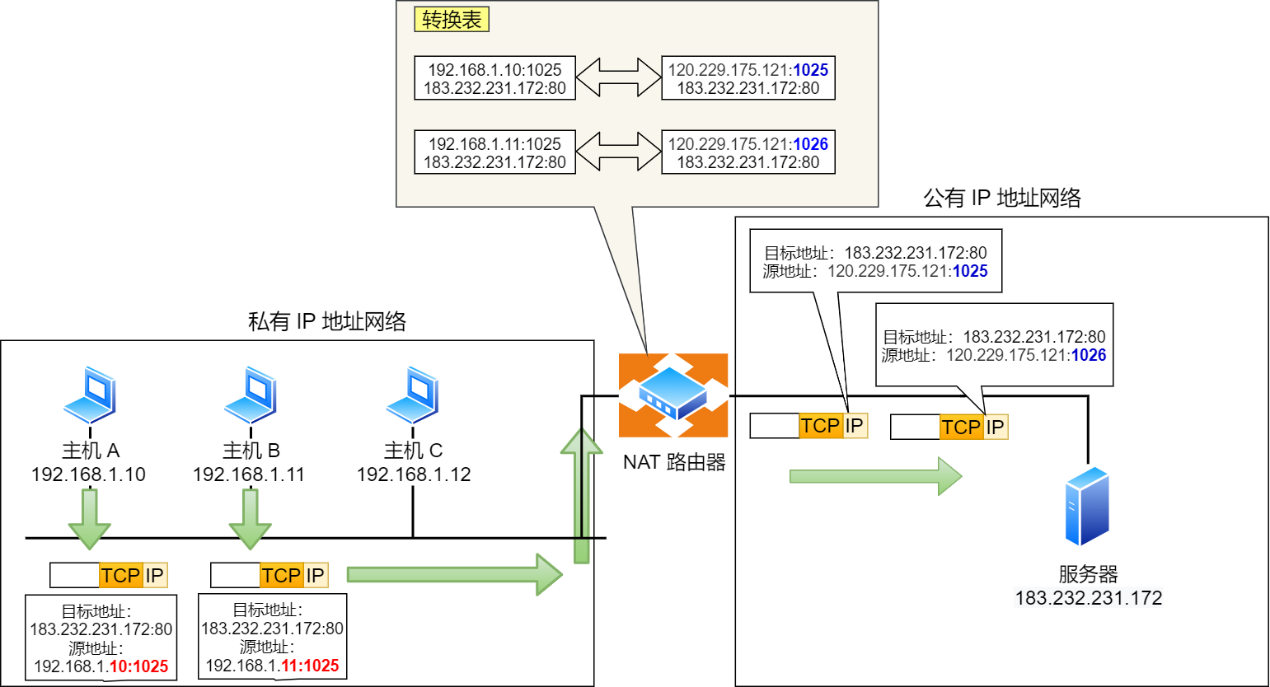 转换表
192.168.1.10:1025
183.232.231.172:80
120.229.175.121:1025
183.232.231.172:80
192.168.1.11:1025
183.232.231.172:80
120.229.175.121:1026
183.232.231.172:80
公有 IP 地址网络
目标地址：183.232.231.172:80
源地址：120.229.175.121:1025
目标地址：183.232.231.172:80
源地址：120.229.175.121:1026
私有 IP 地址网络
主机 A
192.168.1.10
主机 B
192.168.1.11
主机 C
192.168.1.12
NAT 路由器
TCP IP
TCP IP
TCP IP
目标地址：
183.232.231.172:80
源地址：
192.168.1.10:1025
TCP IP
目标地址：
183.232.231.172:80
源地址：
192.168.1.11:1025
服务器
183.232.231.172